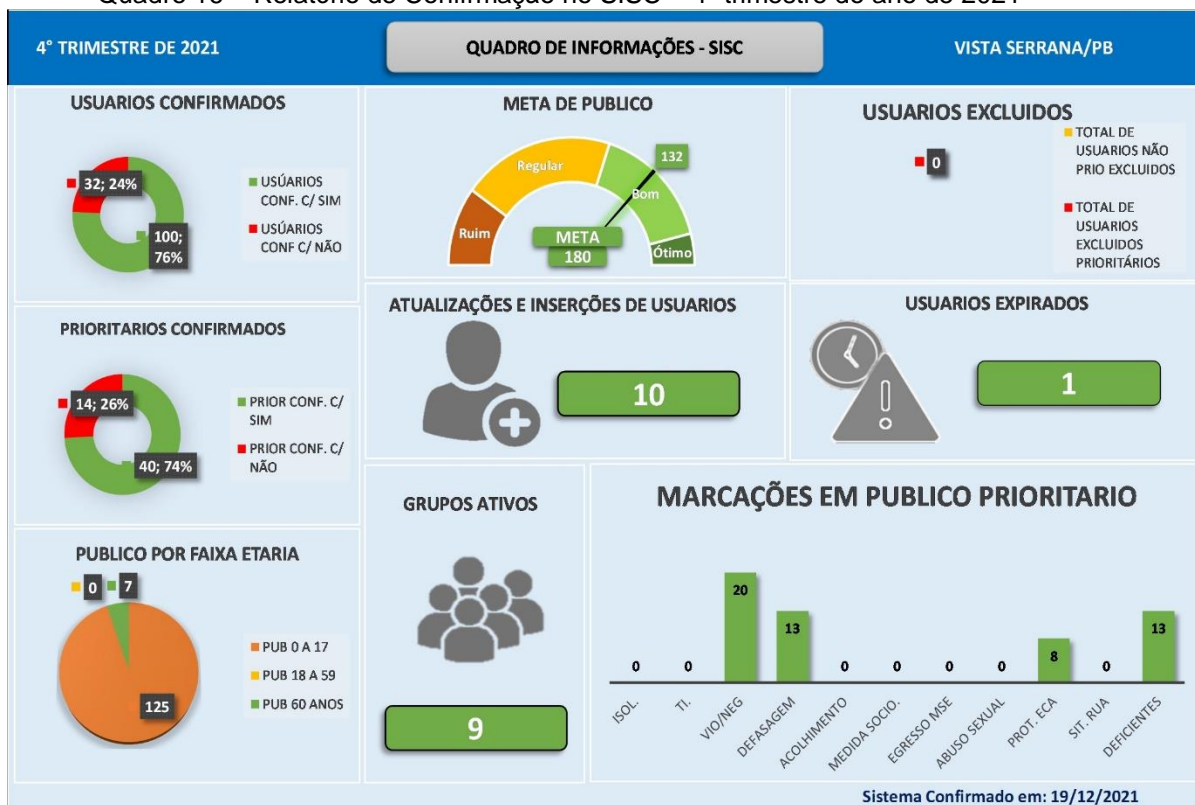 4° TRIMESTRE DE 2021
QUADRO DE INFORMAÇÕES - SISC
VISTA SERRANA/PB
USUARIOS CONFIRMADOS
32; 24%
100;
76%
USÚARIOS
CONF. C/ SIM
USÚARIOS
CONF C/ NÃO
META DE PUBLICO
Ruim
Regular
Bom
Ótimo
132
META
180
USUARIOS EXCLUIDOS
0
TOTAL DE
USUARIOS NÃO
PRIO EXCLUIDOS
TOTAL DE
USUARIOS
EXCLUIDOS
PRIORITÁRIOS
PRIORITARIOS CONFIRMADOS
14; 26%
40; 74%
PRIOR CONF. C/
SIM
PRIOR CONF. C/
NÃO
ATUALIZAÇÕES E INSERÇÕES DE USUARIOS
10
USUARIOS EXPIRADOS
1
PUBLICO POR FAIXA ETARIA
0
7
125
PUB 0 A 17
PUB 18 A 59
PUB 60 ANOS
GRUPOS ATIVOS
9
MARCAÇÕES EM PUBLICO PRIORITARIO
0
0
20
13
0
0
0
0
8
0
13
ISOL.
TI.
VIO/NEG
DEFASAGEM
ACOLHIMENTO
MEDIDA SOCIO.
EGRESSO MSE
ABUSO SEXUAL
PROT. ECA
SIT. RUA
DEFICIENTES
Sistema Confirmado em: 19/12/2021